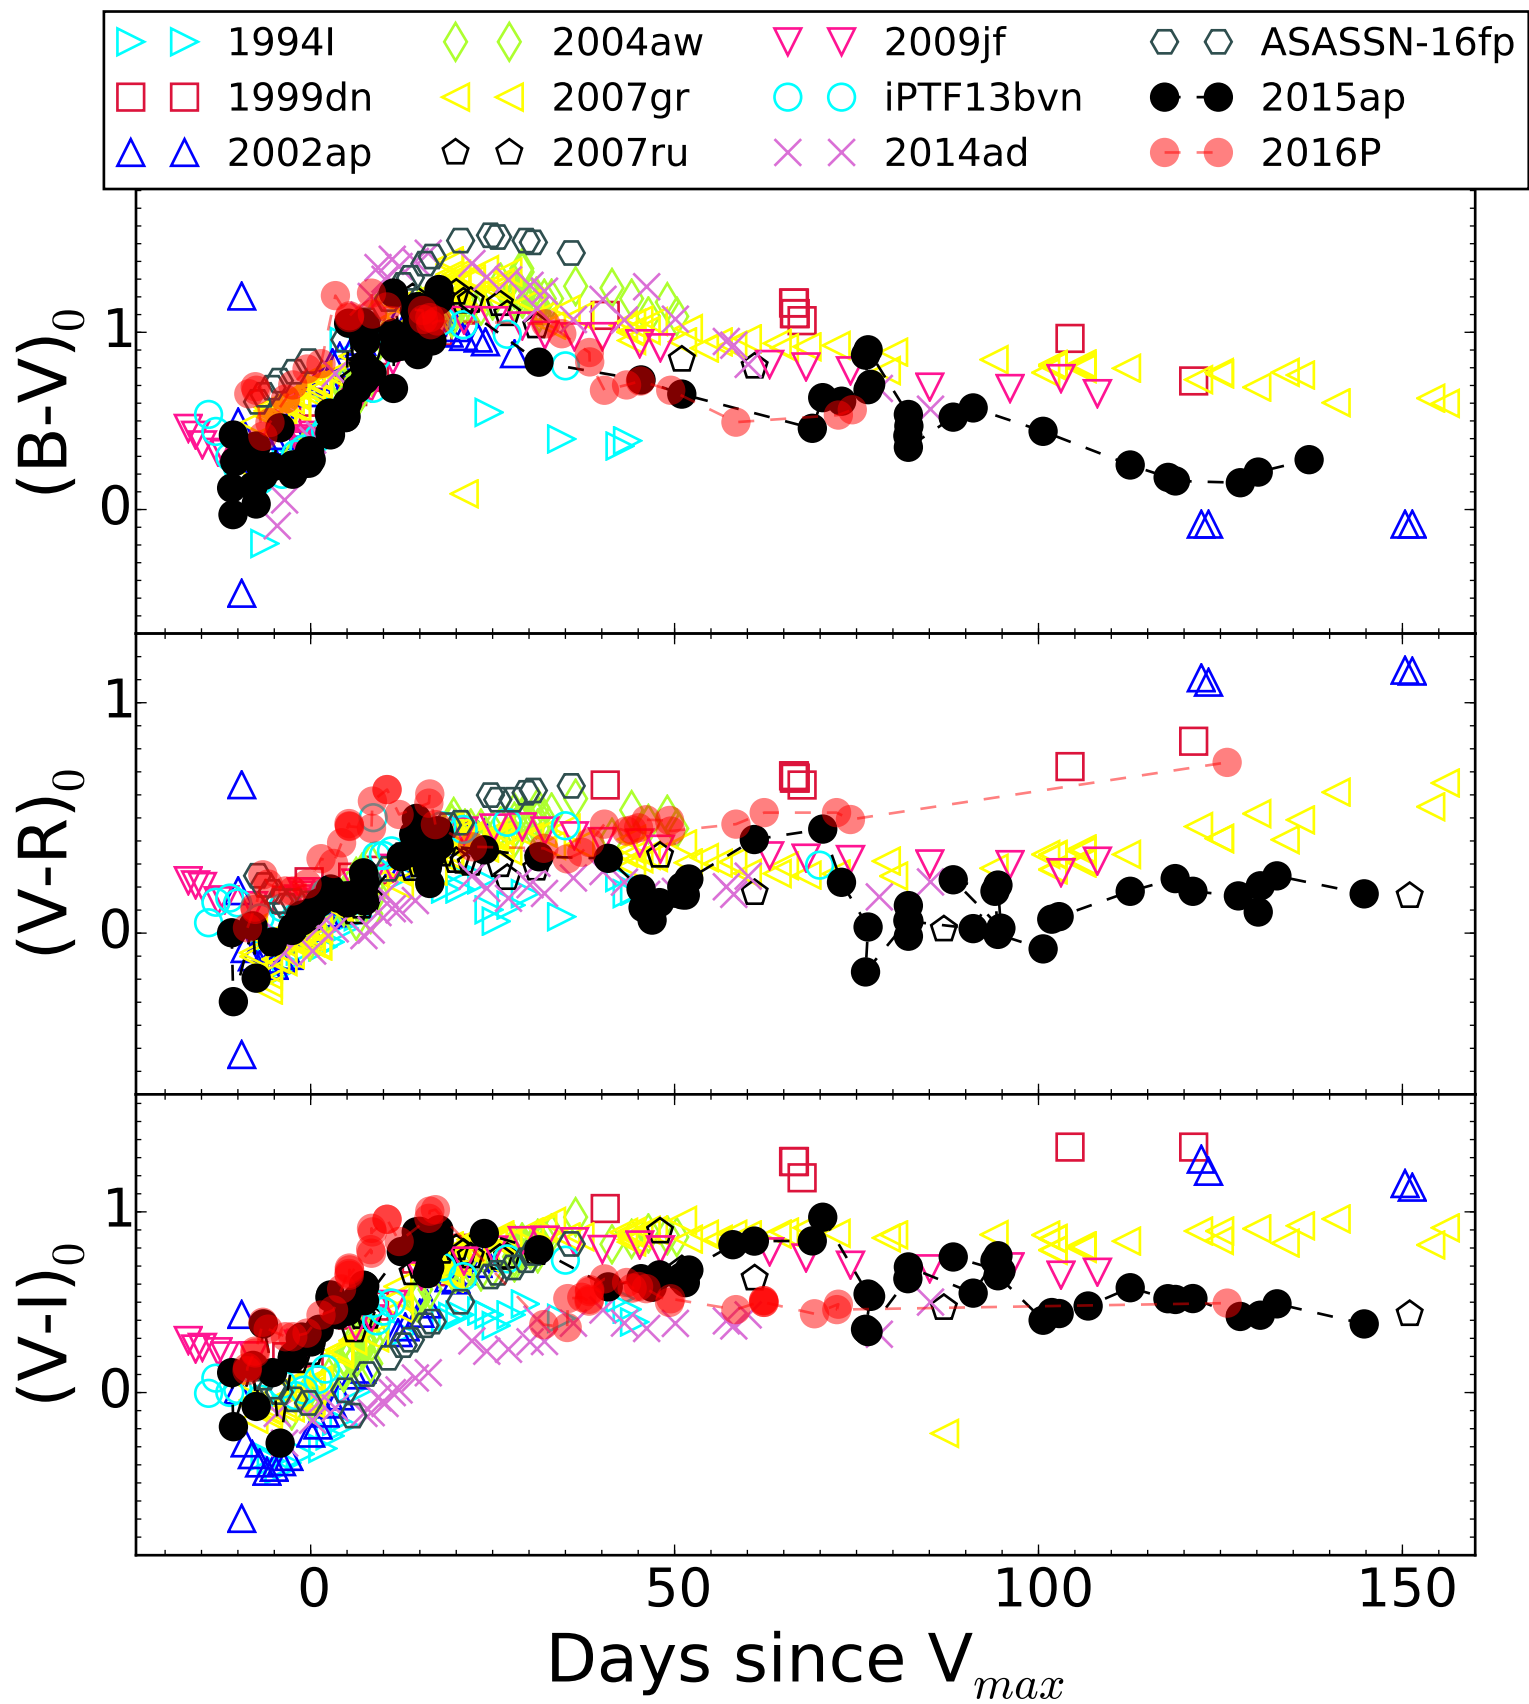 1994I 2004aw 2009jf ASASSN-16fp
1999dn 2007gr iPTF13bvn 2015ap
2002ap 2007ru 2014ad 2016P
(B-V)0
1
0
(V-R)0
1
0
(V-I)0
1
0
0 50 100 150
Days since Vmax